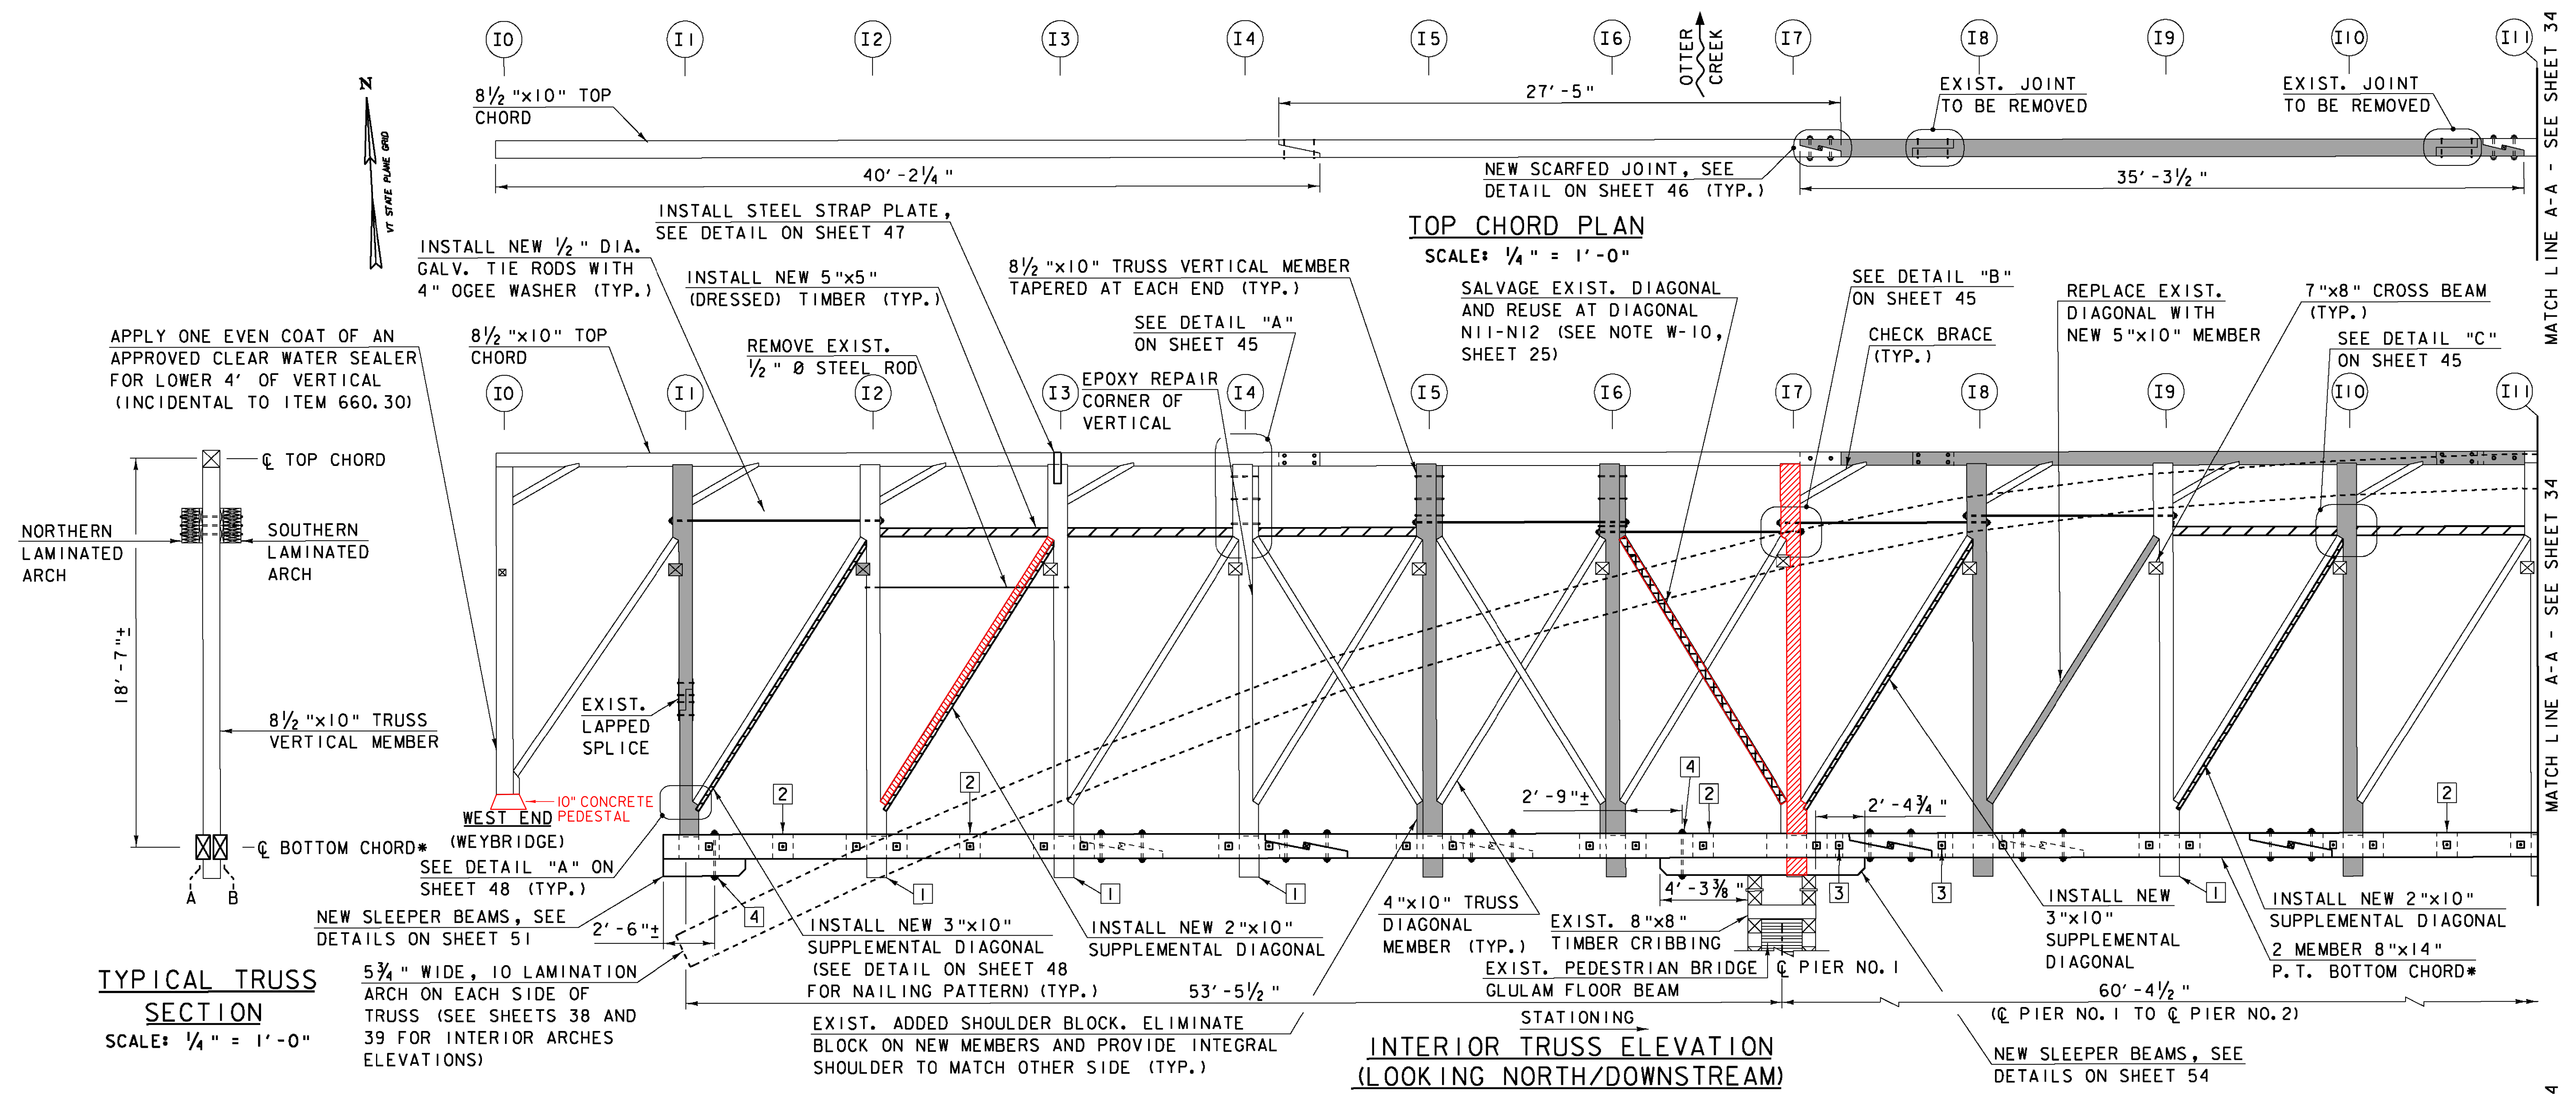 I0 I1 I2 I3 I4 I5 I6 I7 I8 I9 I10 I11
OTTER
CREEK
MATCH LINE A-A - SEE SHEET 34
N
VT STATE PLANE GRID
8½"x10" TOP
CHORD
27'-5"
EXIST. JOINT
TO BE REMOVED
EXIST. JOINT
TO BE REMOVED
40'-2¼"
NEW SCARFED JOINT, SEE
DETAIL ON SHEET 46 (TYP.)
35'-3½"
TOP CHORD PLAN
SCALE: ¼" = 1'-0"
INSTALL STEEL STRAP PLATE,
SEE DETAIL ON SHEET 47
INSTALL NEW ½" DIA.
GALV. TIE RODS WITH
4" OGEE WASHER (TYP.)
INSTALL NEW 5"x5"
(DRESSED) TIMBER (TYP.)
8½"x10" TRUSS VERTICAL MEMBER
TAPERED AT EACH END (TYP.)
SALVAGE EXIST. DIAGONAL
AND REUSE AT DIAGONAL
N11-N12 (SEE NOTE W-10,
SHEET 25)
SEE DETAIL "B"
ON SHEET 45
REPLACE EXIST.
DIAGONAL WITH
NEW 5"x10" MEMBER
7"x8" CROSS BEAM
(TYP.)
SEE DETAIL "C"
ON SHEET 45
APPLY ONE EVEN COAT OF AN
APPROVED CLEAR WATER SEALER
FOR LOWER 4' OF VERTICAL
(INCIDENTAL TO ITEM 660.30)
8½"x10" TOP
CHORD
REMOVE EXIST.
½" Ø STEEL ROD
SEE DETAIL "A"
ON SHEET 45
CHECK BRACE
(TYP.)
EPOXY REPAIR
CORNER OF
VERTICAL
I0 I1 I2 I3 I4 I5 I6 I7 I8 I9 I10 I11
MATCH LINE A-A - SEE SHEET 34
℄ TOP CHORD
NORTHERN
LAMINATED
ARCH
SOUTHERN
LAMINATED
ARCH
18'-7"±
8½"x10" TRUSS
VERTICAL MEMBER
℄ BOTTOM CHORD*
A B
TYPICAL TRUSS
SECTION
SCALE: ¼" = 1'-0"
EXIST.
LAPPED
SPLICE
10" CONCRETE
PEDESTAL
WEST END
(WEYBRIDGE)
SEE DETAIL "A" ON
SHEET 48 (TYP.)
NEW SLEEPER BEAMS, SEE
DETAILS ON SHEET 51
2'-6"±
2 2 4 2 2
2'-9"±
2'-4¾"
4 1 1 1 3 3 1
4'-3⅜"
5¾" WIDE, 10 LAMINATION
ARCH ON EACH SIDE OF
TRUSS (SEE SHEETS 38 AND
39 FOR INTERIOR ARCHES
ELEVATIONS)
INSTALL NEW 3"x10"
SUPPLEMENTAL DIAGONAL
(SEE DETAIL ON SHEET 48
FOR NAILING PATTERN) (TYP.)
INSTALL NEW 2"x10"
SUPPLEMENTAL DIAGONAL
4"x10" TRUSS
DIAGONAL
MEMBER (TYP.)
EXIST. 8"x8"
TIMBER CRIBBING
EXIST. PEDESTRIAN BRIDGE
GLULAM FLOOR BEAM
℄ PIER NO.1
INSTALL NEW
3"x10"
SUPPLEMENTAL
DIAGONAL
INSTALL NEW 2"x10"
SUPPLEMENTAL DIAGONAL
2 MEMBER 8"x14"
P.T. BOTTOM CHORD*
53'-5½"
60'-4½"
(℄ PIER NO.1 TO ℄ PIER NO.2)
EXIST. ADDED SHOULDER BLOCK. ELIMINATE
BLOCK ON NEW MEMBERS AND PROVIDE INTEGRAL
SHOULDER TO MATCH OTHER SIDE (TYP.)
STATIONING
INTERIOR TRUSS ELEVATION
(LOOKING NORTH/DOWNSTREAM)
NEW SLEEPER BEAMS, SEE
DETAILS ON SHEET 54
4